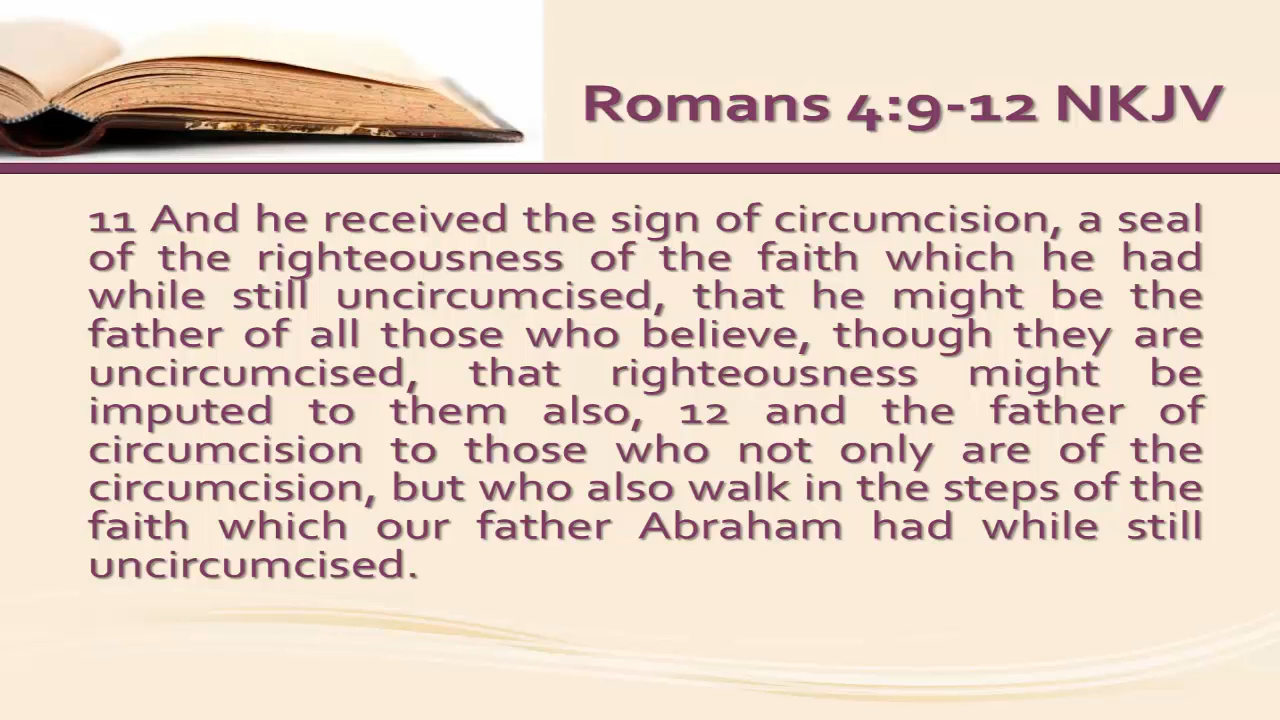 Romans 4:9-12 NKJV
11 And he received the sign of circumcision, a seal
of the righteousness of the faith which he had
while still uncircumcised, that he might be the
father of all those who believe, though they are
uncircumcised, that righteousness might be
imputed to them also, 12 and the father of
circumcision to those who not only are of the
circumcision, but who also walk in the steps of the
faith which our father Abraham had while still
uncircumcised.